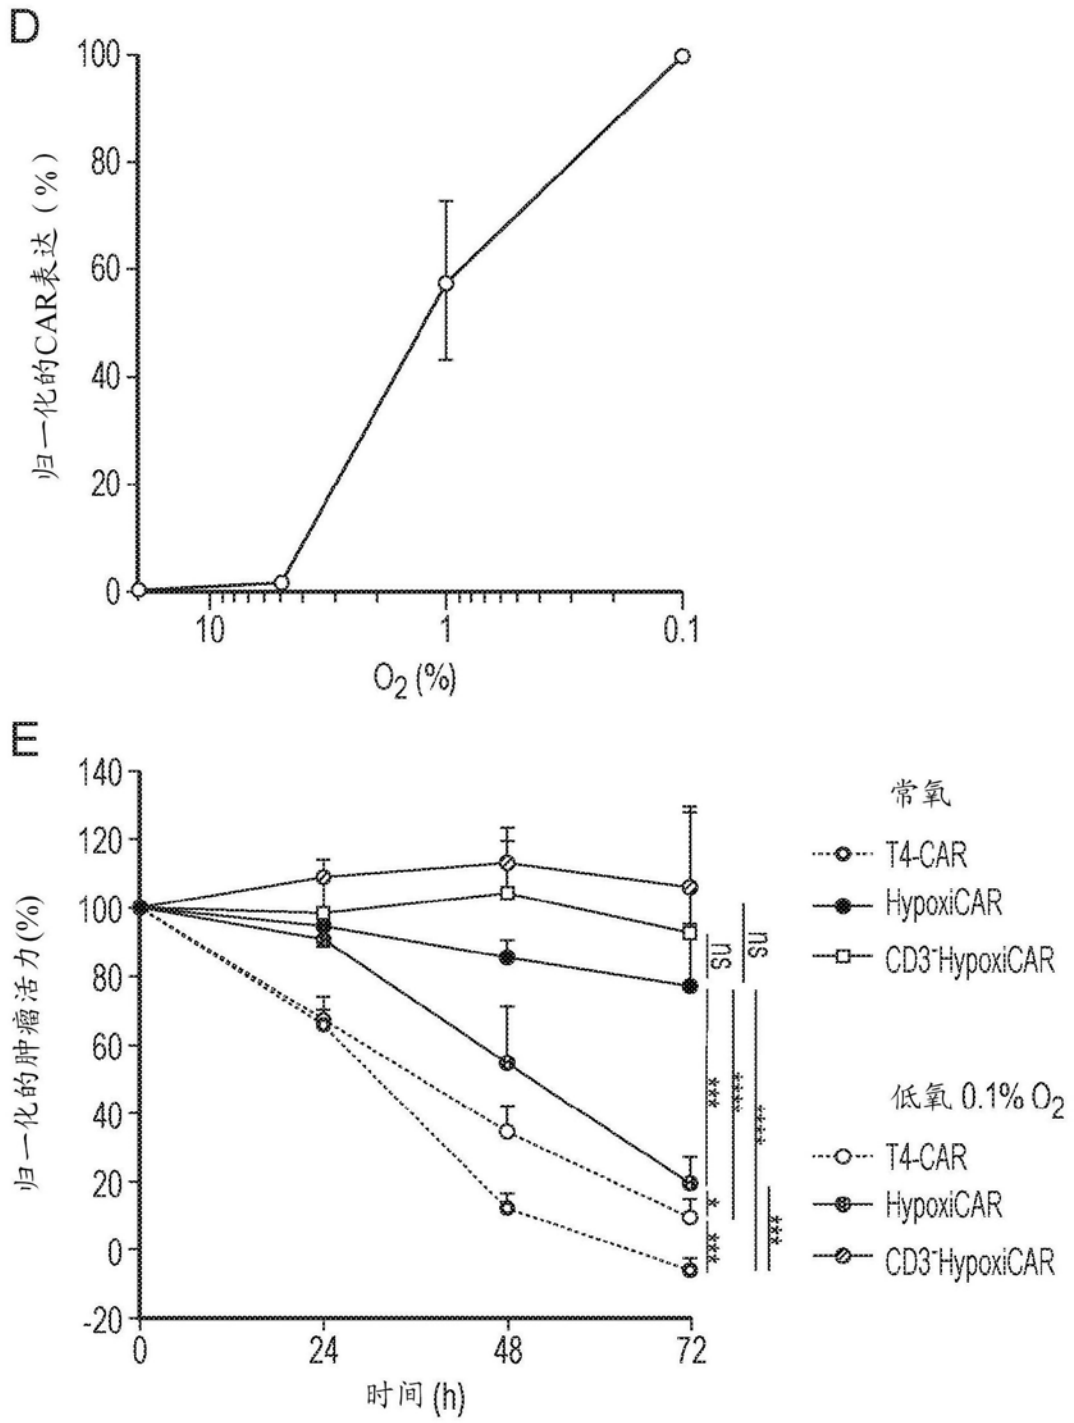 D
100
80
60
40
20
0
归一化的CAR表达 (%)
10 1 0.1
O2 (%)
E
140
120
100
80
60
40
20
0
-20
归一化的肿瘤活力 (%)
0 24 48 72
时间 (h)
ns
ns
***
****
****
*
***
***
常氧
T4-CAR
HypoxiCAR
CD3-HypoxiCAR
低氧 0.1% O2
T4-CAR
HypoxiCAR
CD3-HypoxiCAR